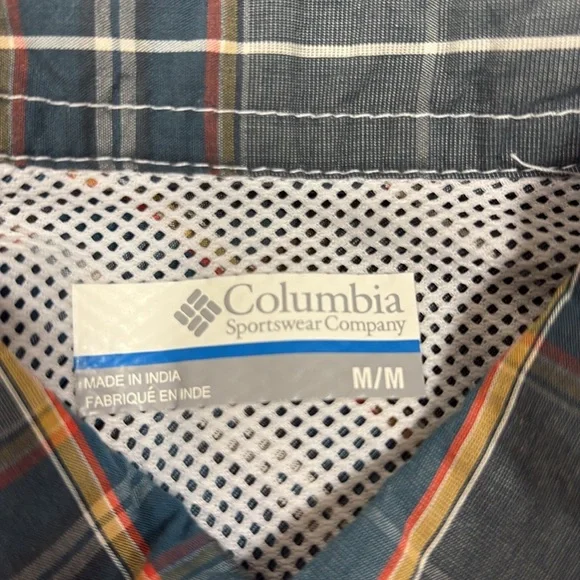 Columbia
Sportswear Company
MADE IN INDIA
FABRIQUÉ EN INDE
M/M